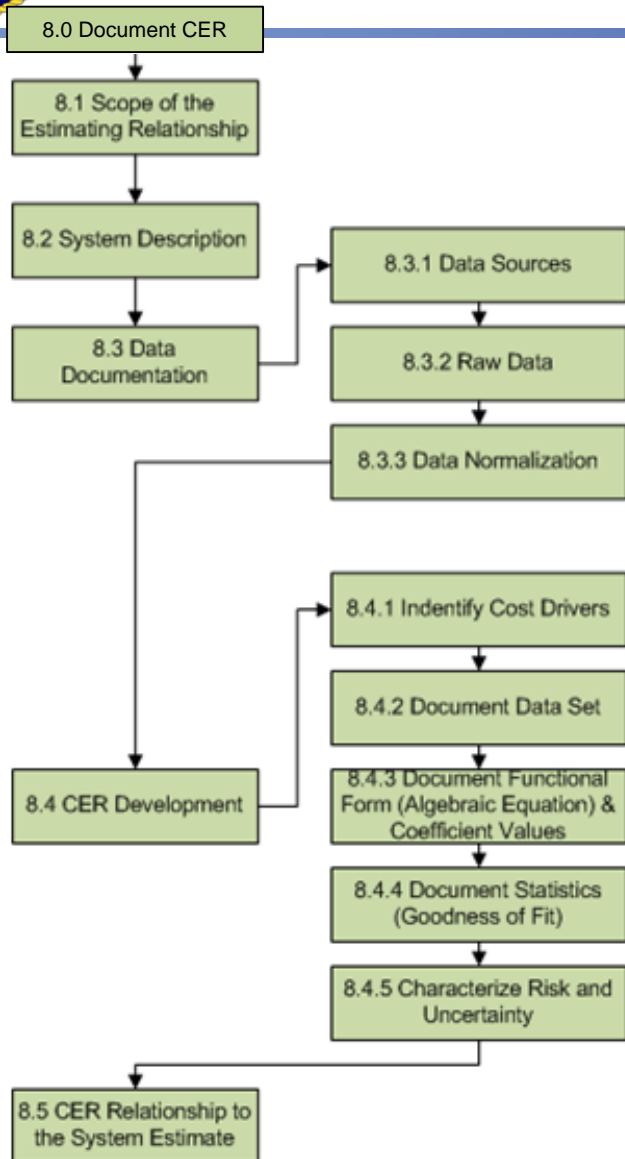 8.0 Document CER
8.1 Scope of the
Estimating Relationship
8.2 System Description
8.3 Data
Documentation
8.3.1 Data Sources
8.3.2 Raw Data
8.3.3 Data Normalization
8.4 CER Development
8.4.1 Indentify Cost Drivers
8.4.2 Document Data Set
8.4.3 Document Functional
Form (Algebraic Equation) &
Coefficient Values
8.4.4 Document Statistics
(Goodness of Fit)
8.4.5 Characterize Risk and
Uncertainty
8.5 CER Relationship to
the System Estimate